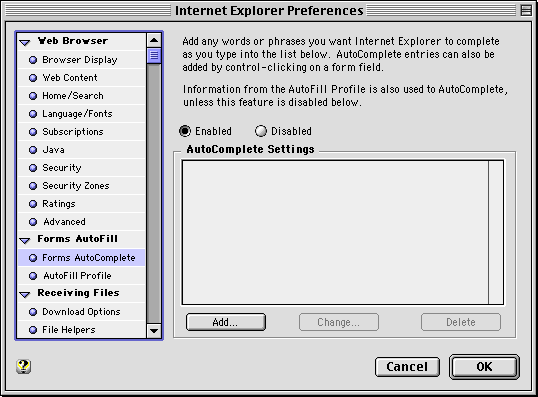 Internet Explorer Preferences
Web Browser
Browser Display
Web Content
Home/Search
Language/Fonts
Subscriptions
Java
Security
Security Zones
Ratings
Advanced
Forms AutoFill
Forms AutoComplete
AutoFill Profile
Receiving Files
Download Options
File Helpers
Add any words or phrases you want Internet Explorer to complete
as you type into the list below. AutoComplete entries can also be
added by control-clicking on a form field.
Information from the AutoFill Profile is also used to AutoComplete,
unless this feature is disabled below.
Enabled Disabled
AutoComplete Settings
Add... Change... Delete
?
Cancel OK